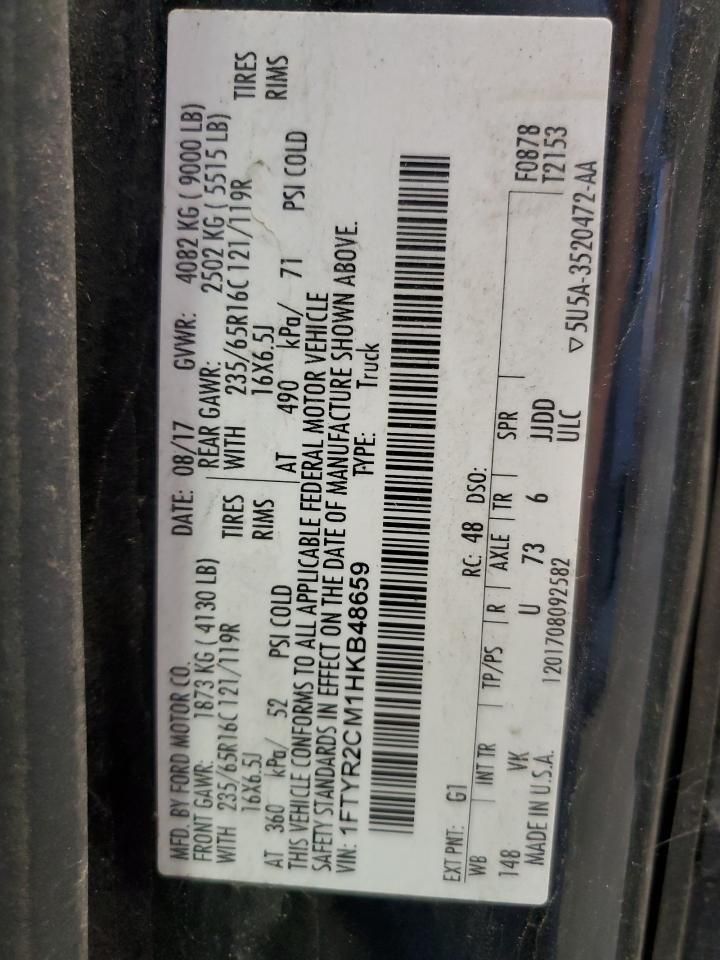 MFD. BY FORD MOTOR CO. DATE: 08/17 GVWR: 4082 KG ( 9000 LB)
FRONT GAWR: 1873 KG ( 4130 LB) REAR GAWR: 2502 KG ( 5515 LB)
WITH 235/65R16C 121/119R TIRES WITH 235/65R16C 121/119R TIRES
16X6.5J RIMS 16X6.5J RIMS
AT 360 kPa/ 52 PSI COLD AT 490 kPa/ 71 PSI COLD
THIS VEHICLE CONFORMS TO ALL APPLICABLE FEDERAL MOTOR VEHICLE
SAFETY STANDARDS IN EFFECT ON THE DATE OF MANUFACTURE SHOWN ABOVE.
VIN: 1FTYR2CM1HKB48659 TYPE: Truck
EXT PNT: G1 RC: 48 DSO:
WB INT TR TP/PS R AXLE TR SPR F0878
148 VK U 73 6 JJDD T2153
ULC
MADE IN U.S.A. 1201708092582 ▽5U5A-3520472-AA